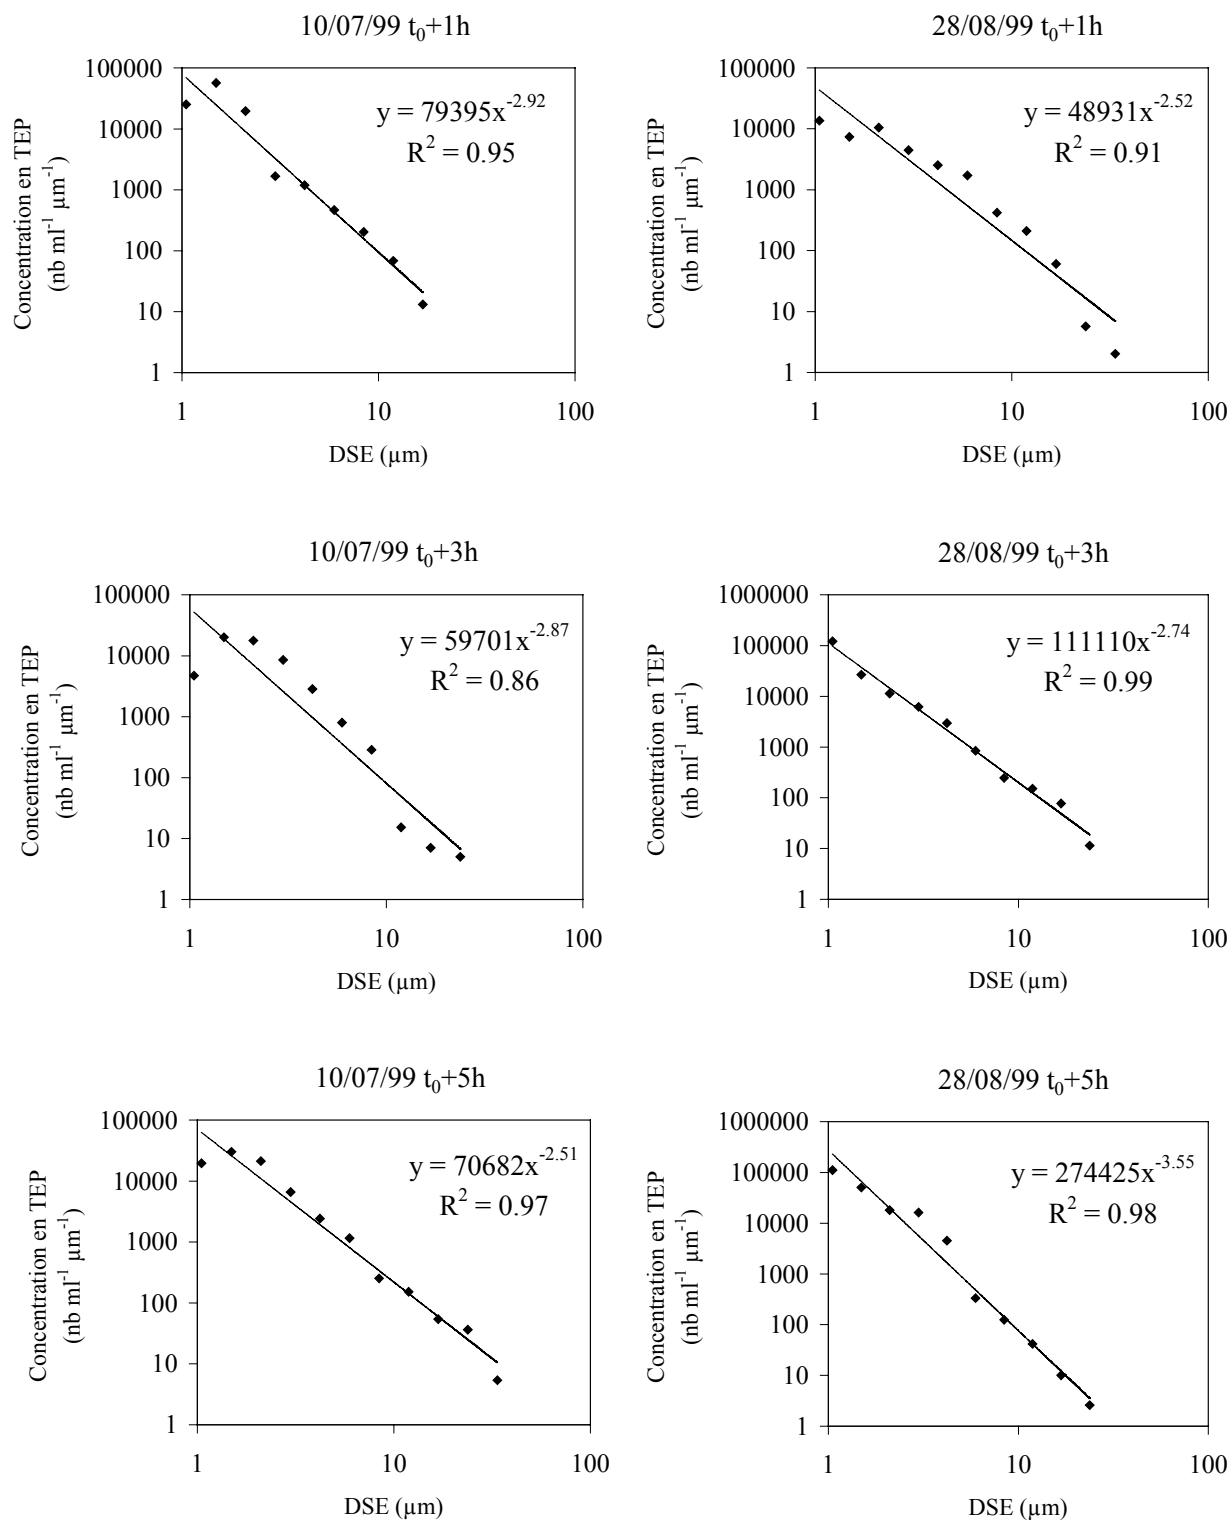 10/07/99 t₀+1h
100000
10000
1000
100
10
1
Concentration en TEP
(nb ml⁻¹ µm⁻¹)
y = 79395x⁻²·⁹²
R² = 0.95
1 10 100
DSE (µm)
28/08/99 t₀+1h
100000
10000
1000
100
10
1
Concentration en TEP
(nb ml⁻¹ µm⁻¹)
y = 48931x⁻²·⁵²
R² = 0.91
1 10 100
DSE (µm)
10/07/99 t₀+3h
100000
10000
1000
100
10
1
Concentration en TEP
(nb ml⁻¹ µm⁻¹)
y = 59701x⁻²·⁸⁷
R² = 0.86
1 10 100
DSE (µm)
28/08/99 t₀+3h
1000000
100000
10000
1000
100
10
1
Concentration en TEP
(nb ml⁻¹ µm⁻¹)
y = 111110x⁻²·⁷⁴
R² = 0.99
1 10 100
DSE (µm)
10/07/99 t₀+5h
100000
10000
1000
100
10
1
Concentration en TEP
(nb ml⁻¹ µm⁻¹)
y = 70682x⁻²·⁵¹
R² = 0.97
1 10 100
DSE (µm)
28/08/99 t₀+5h
1000000
100000
10000
1000
100
10
1
Concentration en TEP
(nb ml⁻¹ µm⁻¹)
y = 274425x⁻³·⁵⁵
R² = 0.98
1 10 100
DSE (µm)